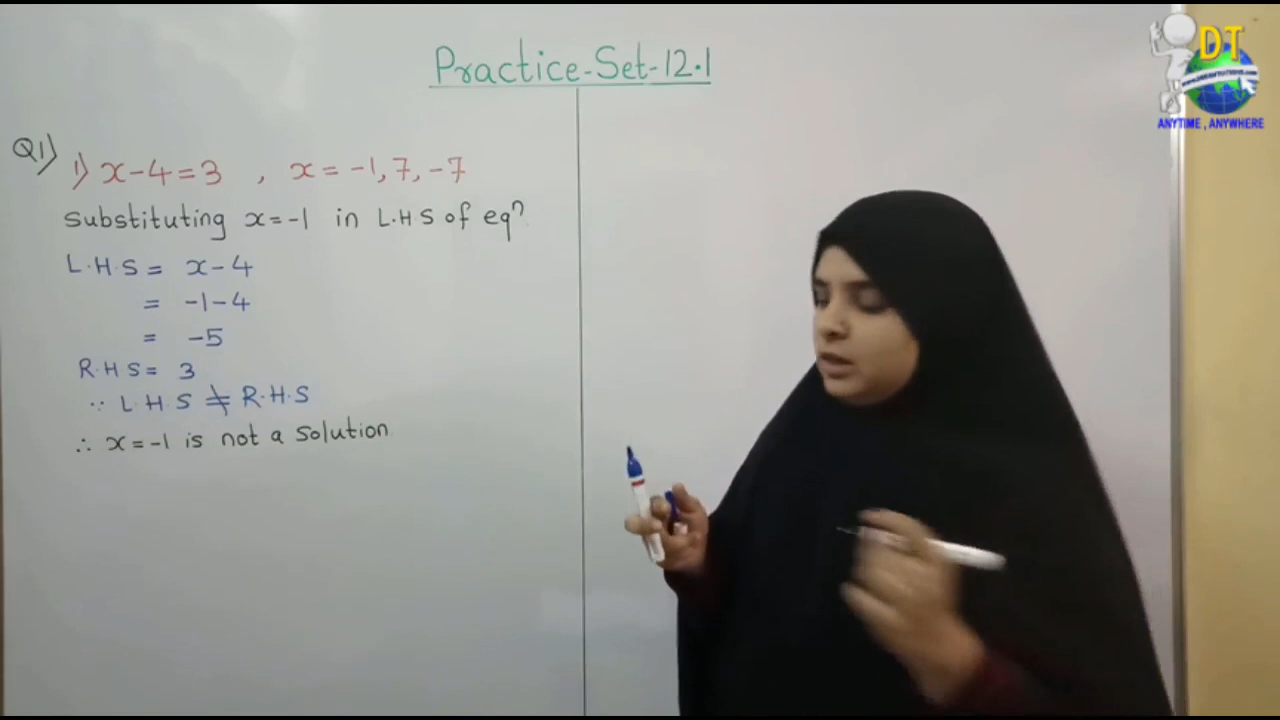 Practice-Set-12.1
Q1)
1) x-4=3 , x=-1,7,-7
Substituting x=-1 in L.H.S of eqn
L.H.S = x-4
= -1-4
= -5
R.H.S = 3
∵ L.H.S ≠ R.H.S
∴ x=-1 is not a solution
DT
ANYTIME , ANYWHERE